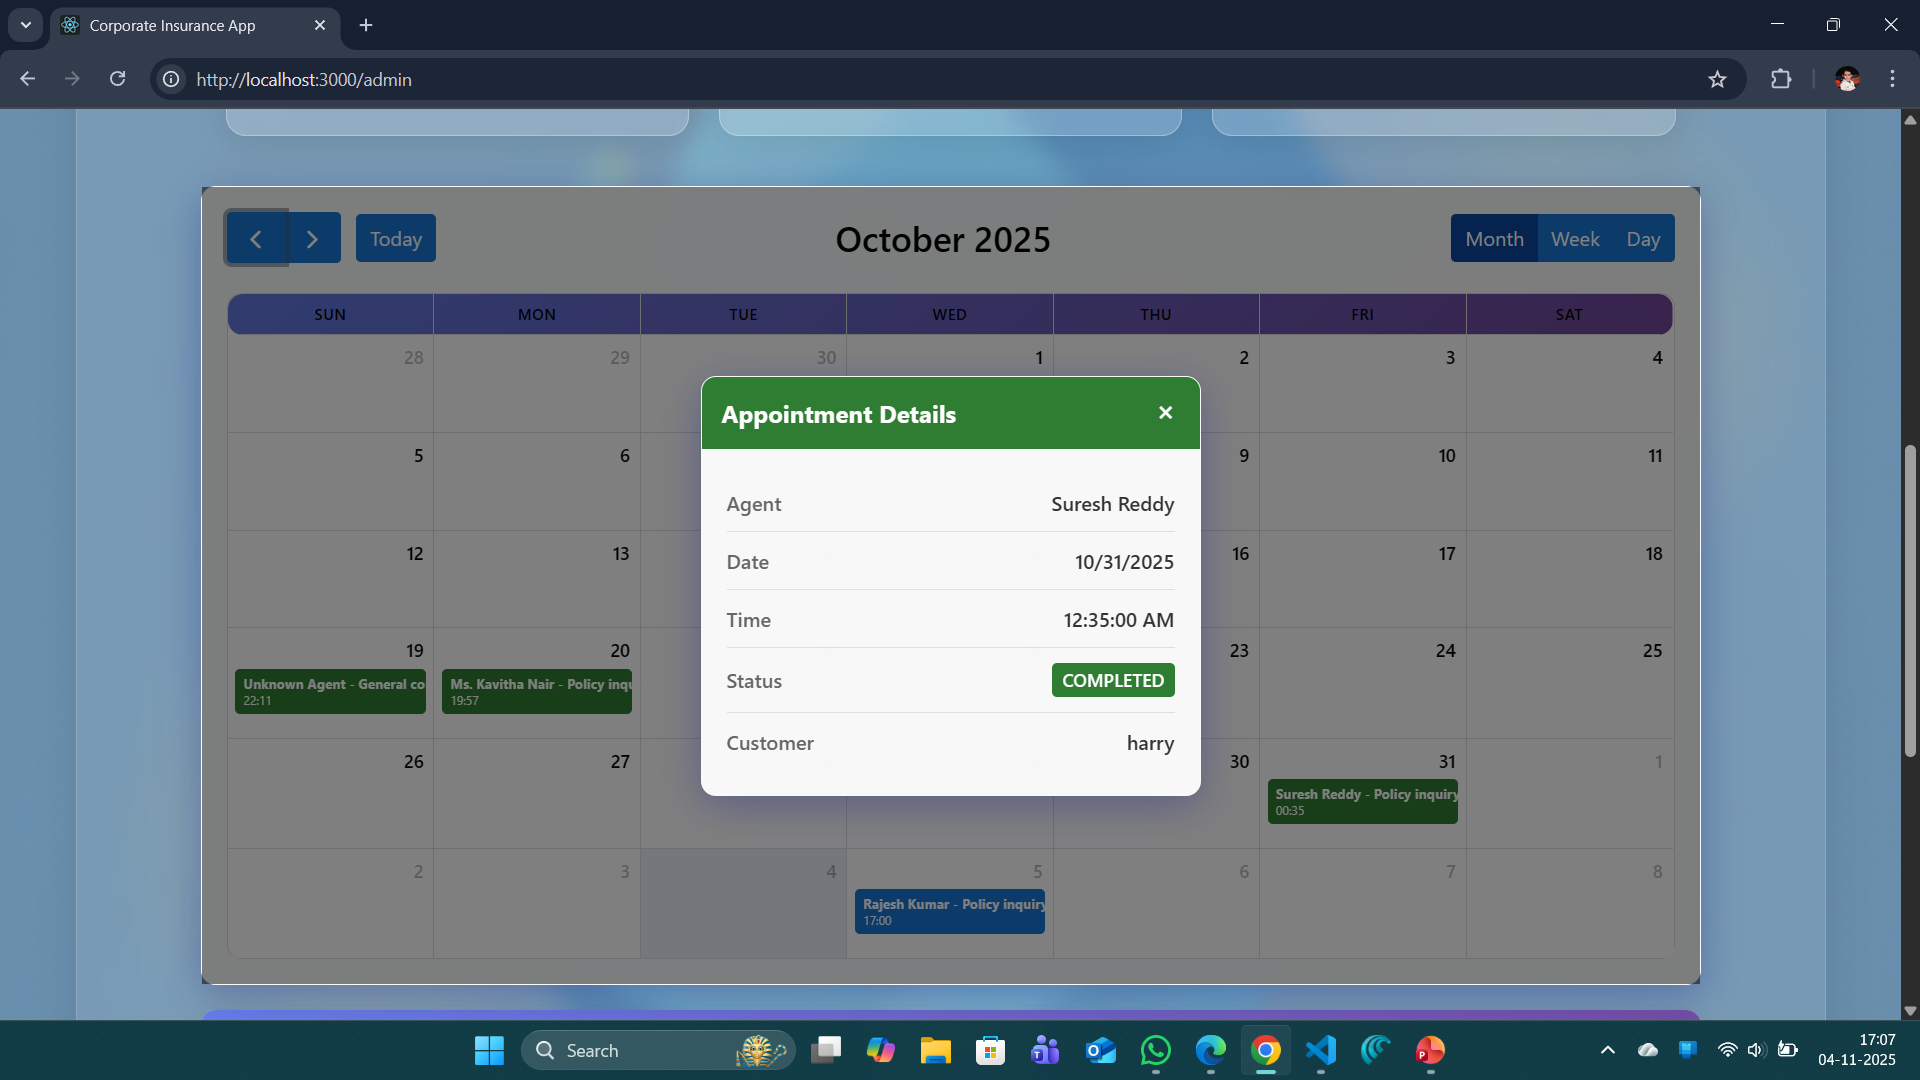 Corporate Insurance App
http://localhost:3000/admin
Today
October 2025
Month Week Day
SUN MON TUE WED THU FRI SAT
28 29 30 1 2 3 4
Appointment Details
5 6 9 10 11
Agent Suresh Reddy
Date 10/31/2025
12 13 16 17 18
Time 12:35:00 AM
19 20 23 24 25
Unknown Agent - General co
22:11
Ms. Kavitha Nair - Policy inqu
19:57
Status COMPLETED
Customer harry
26 27 30 31 1
Suresh Reddy - Policy inquiry
00:35
2 3 4 5 6 7 8
Rajesh Kumar - Policy inquiry
17:00
Search
17:07
04-11-2025